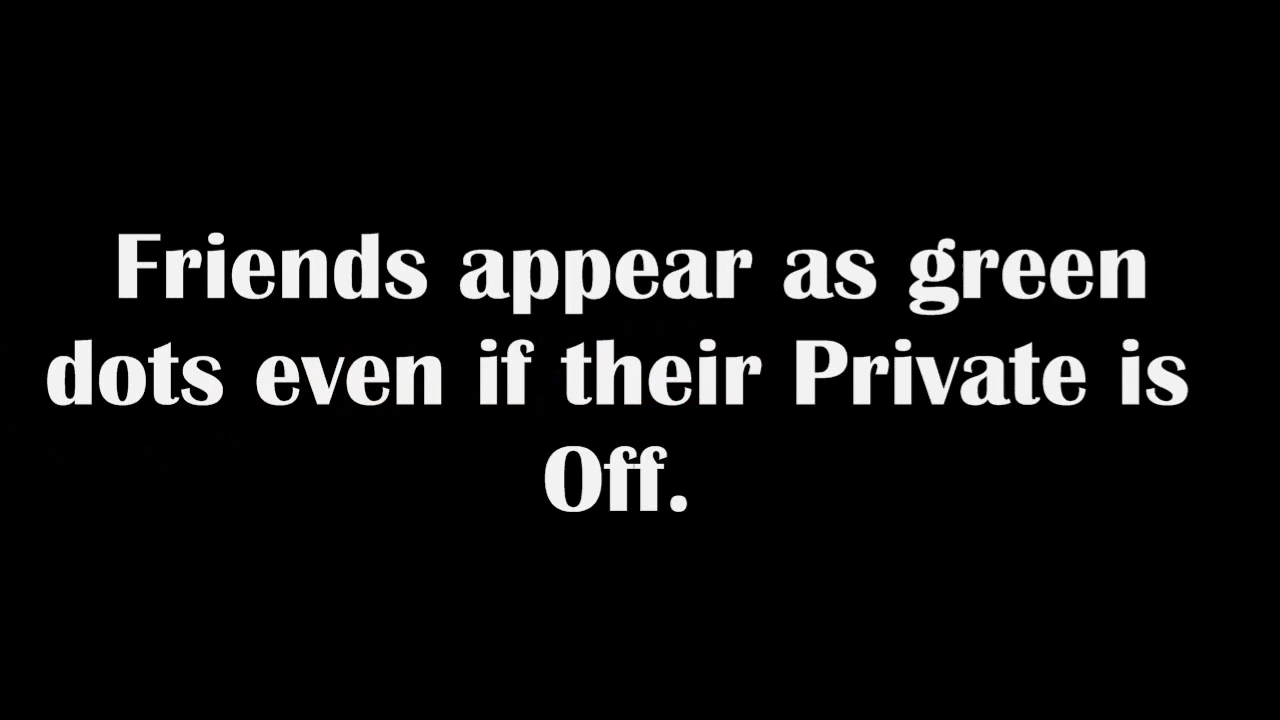 Friends appear as green
dots even if their Private is
Off.